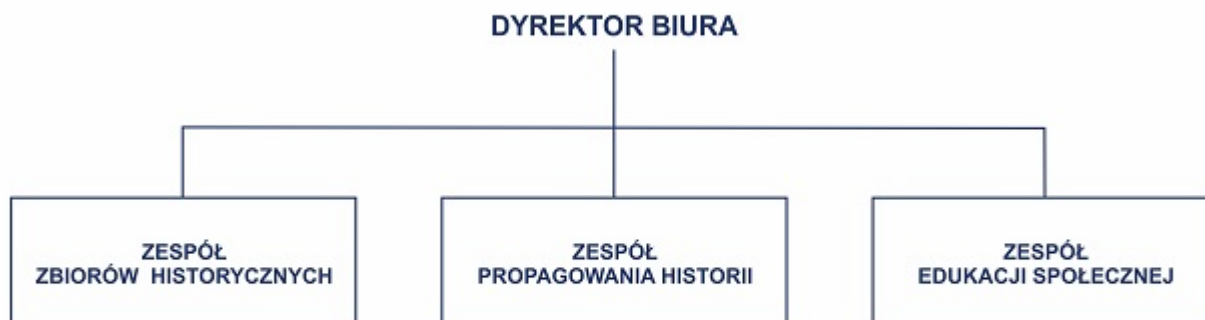 DYREKTOR BIURA
ZESPÓŁ
ZBIORÓW HISTORYCZNYCH
ZESPÓŁ
PROPAGOWANIA HISTORII
ZESPÓŁ
EDUKACJI SPOŁECZNEJ